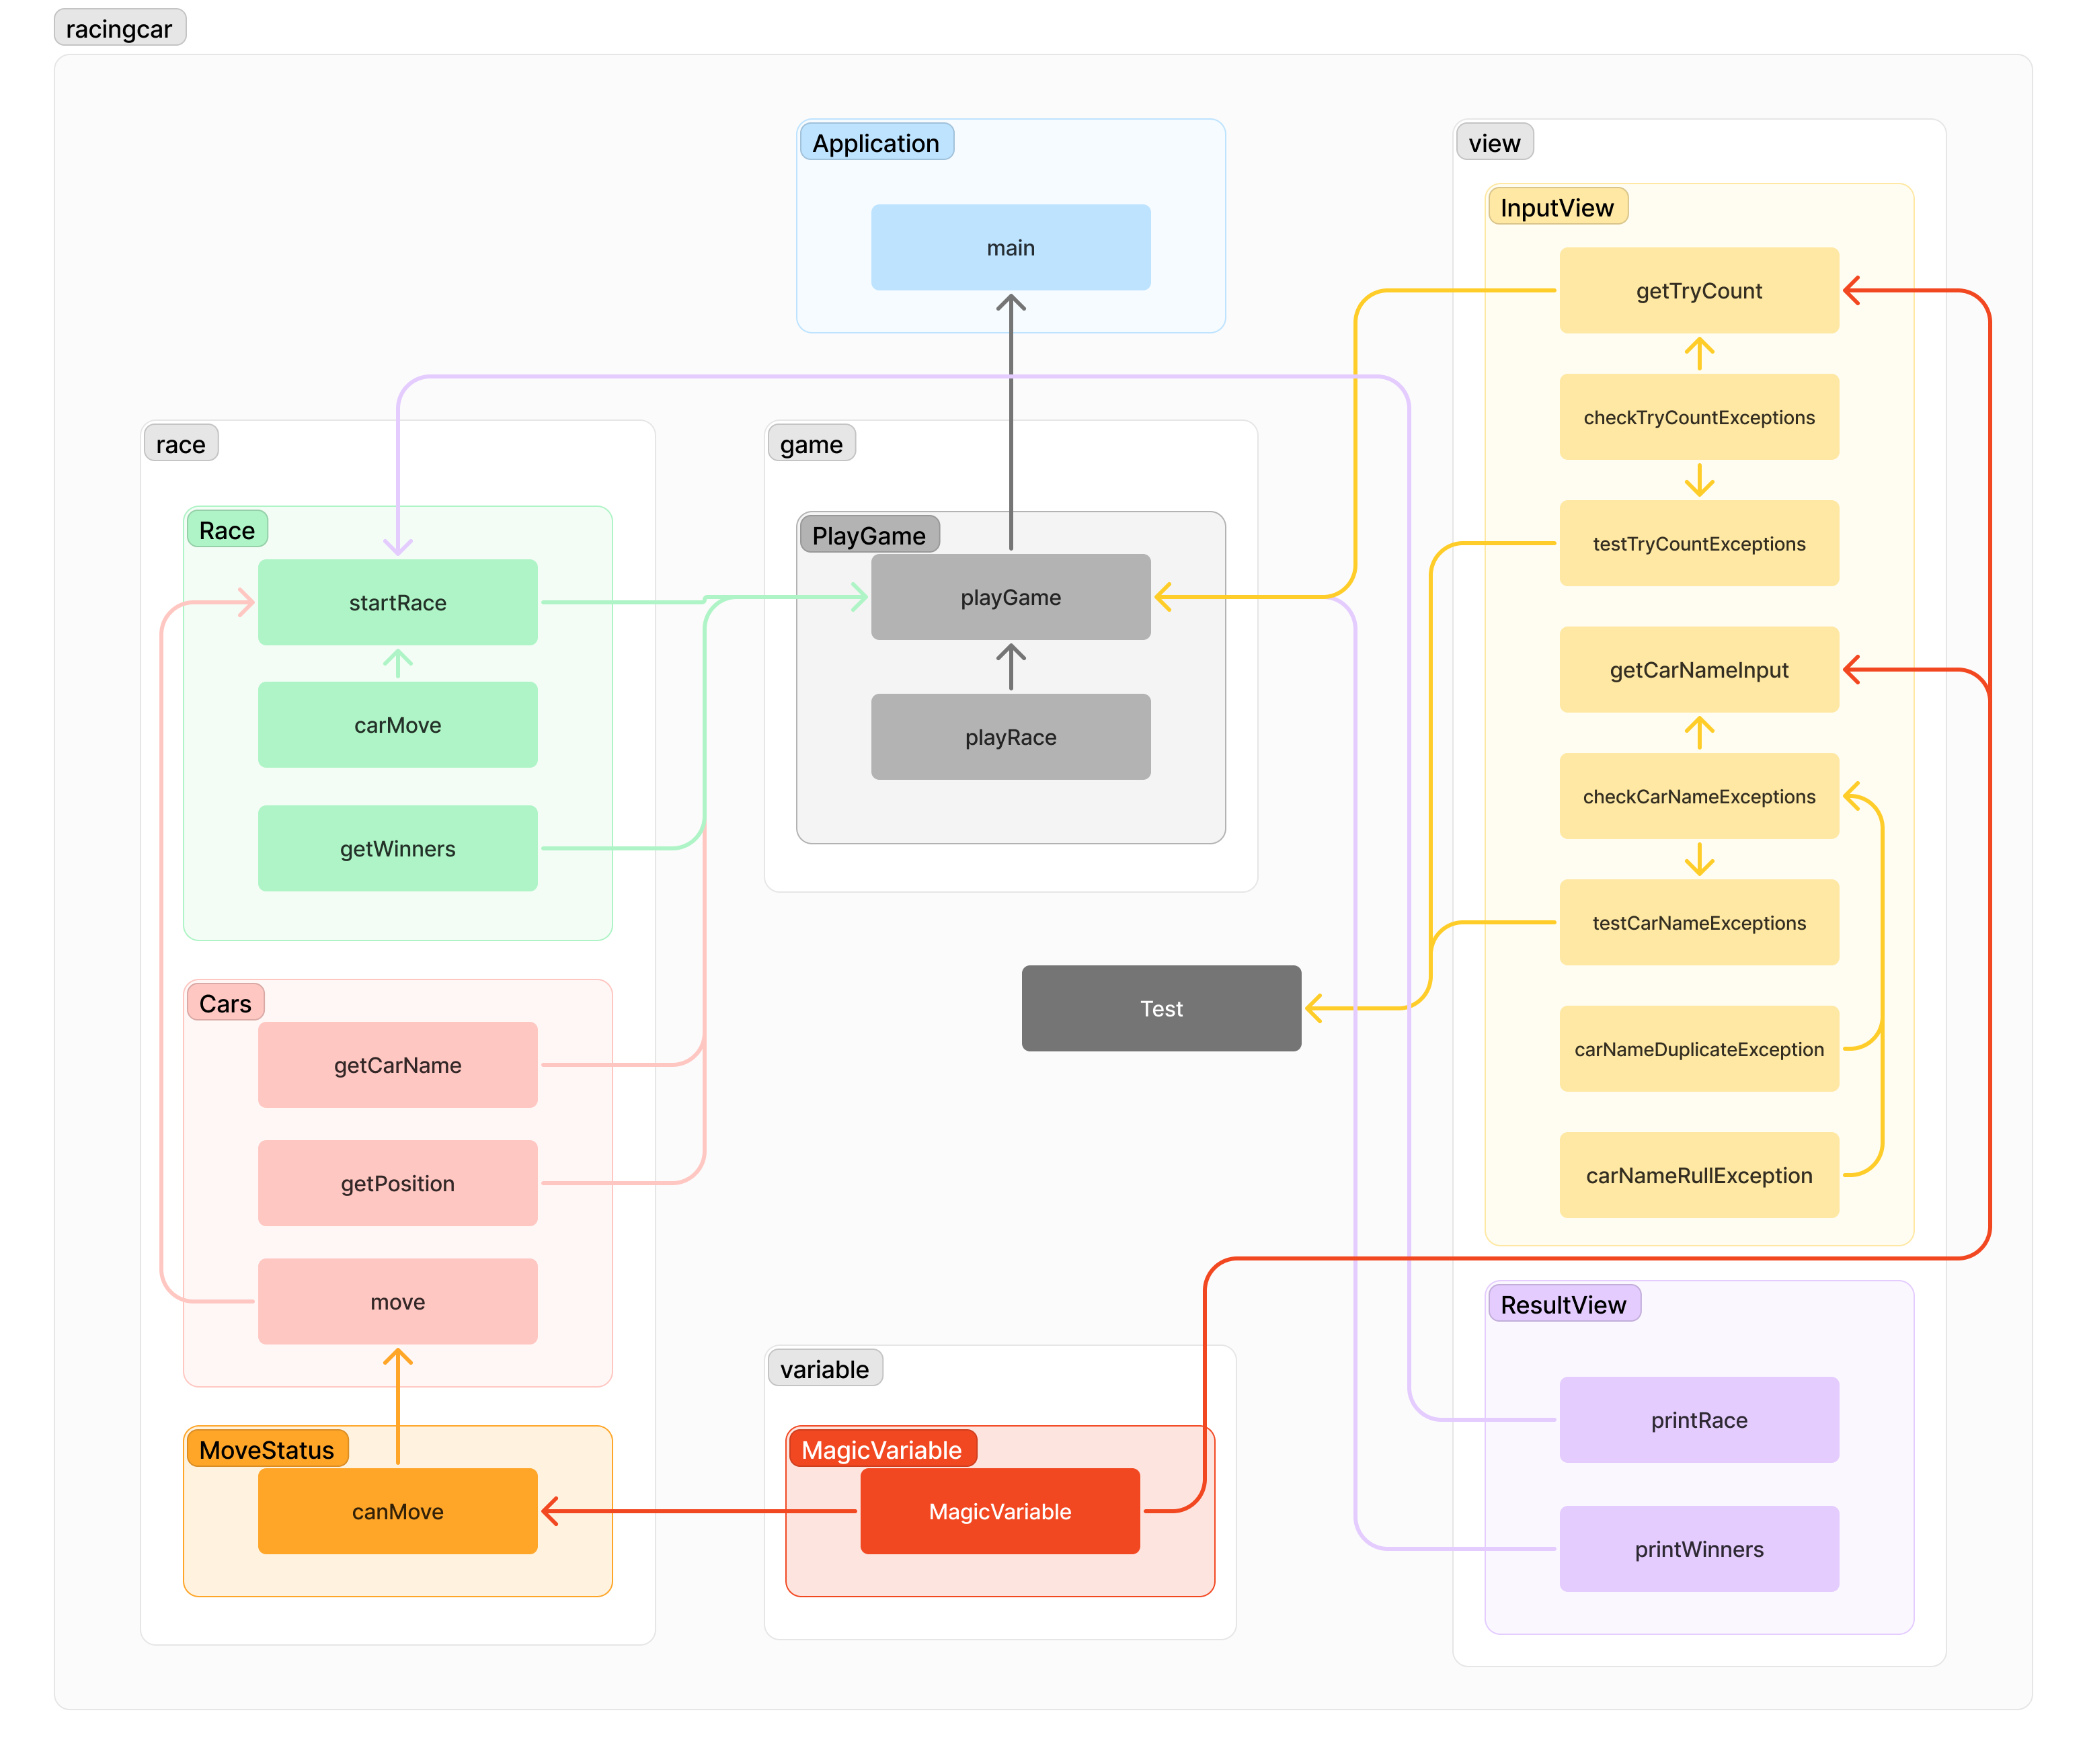 racingcar
Application
main
view
InputView
getTryCount
checkTryCountExceptions
testTryCountExceptions
getCarNameInput
checkCarNameExceptions
testCarNameExceptions
carNameDuplicateException
carNameRullException
ResultView
printRace
printWinners
race
Race
startRace
carMove
getWinners
Cars
getCarName
getPosition
move
MoveStatus
canMove
game
PlayGame
playGame
playRace
Test
variable
MagicVariable
MagicVariable